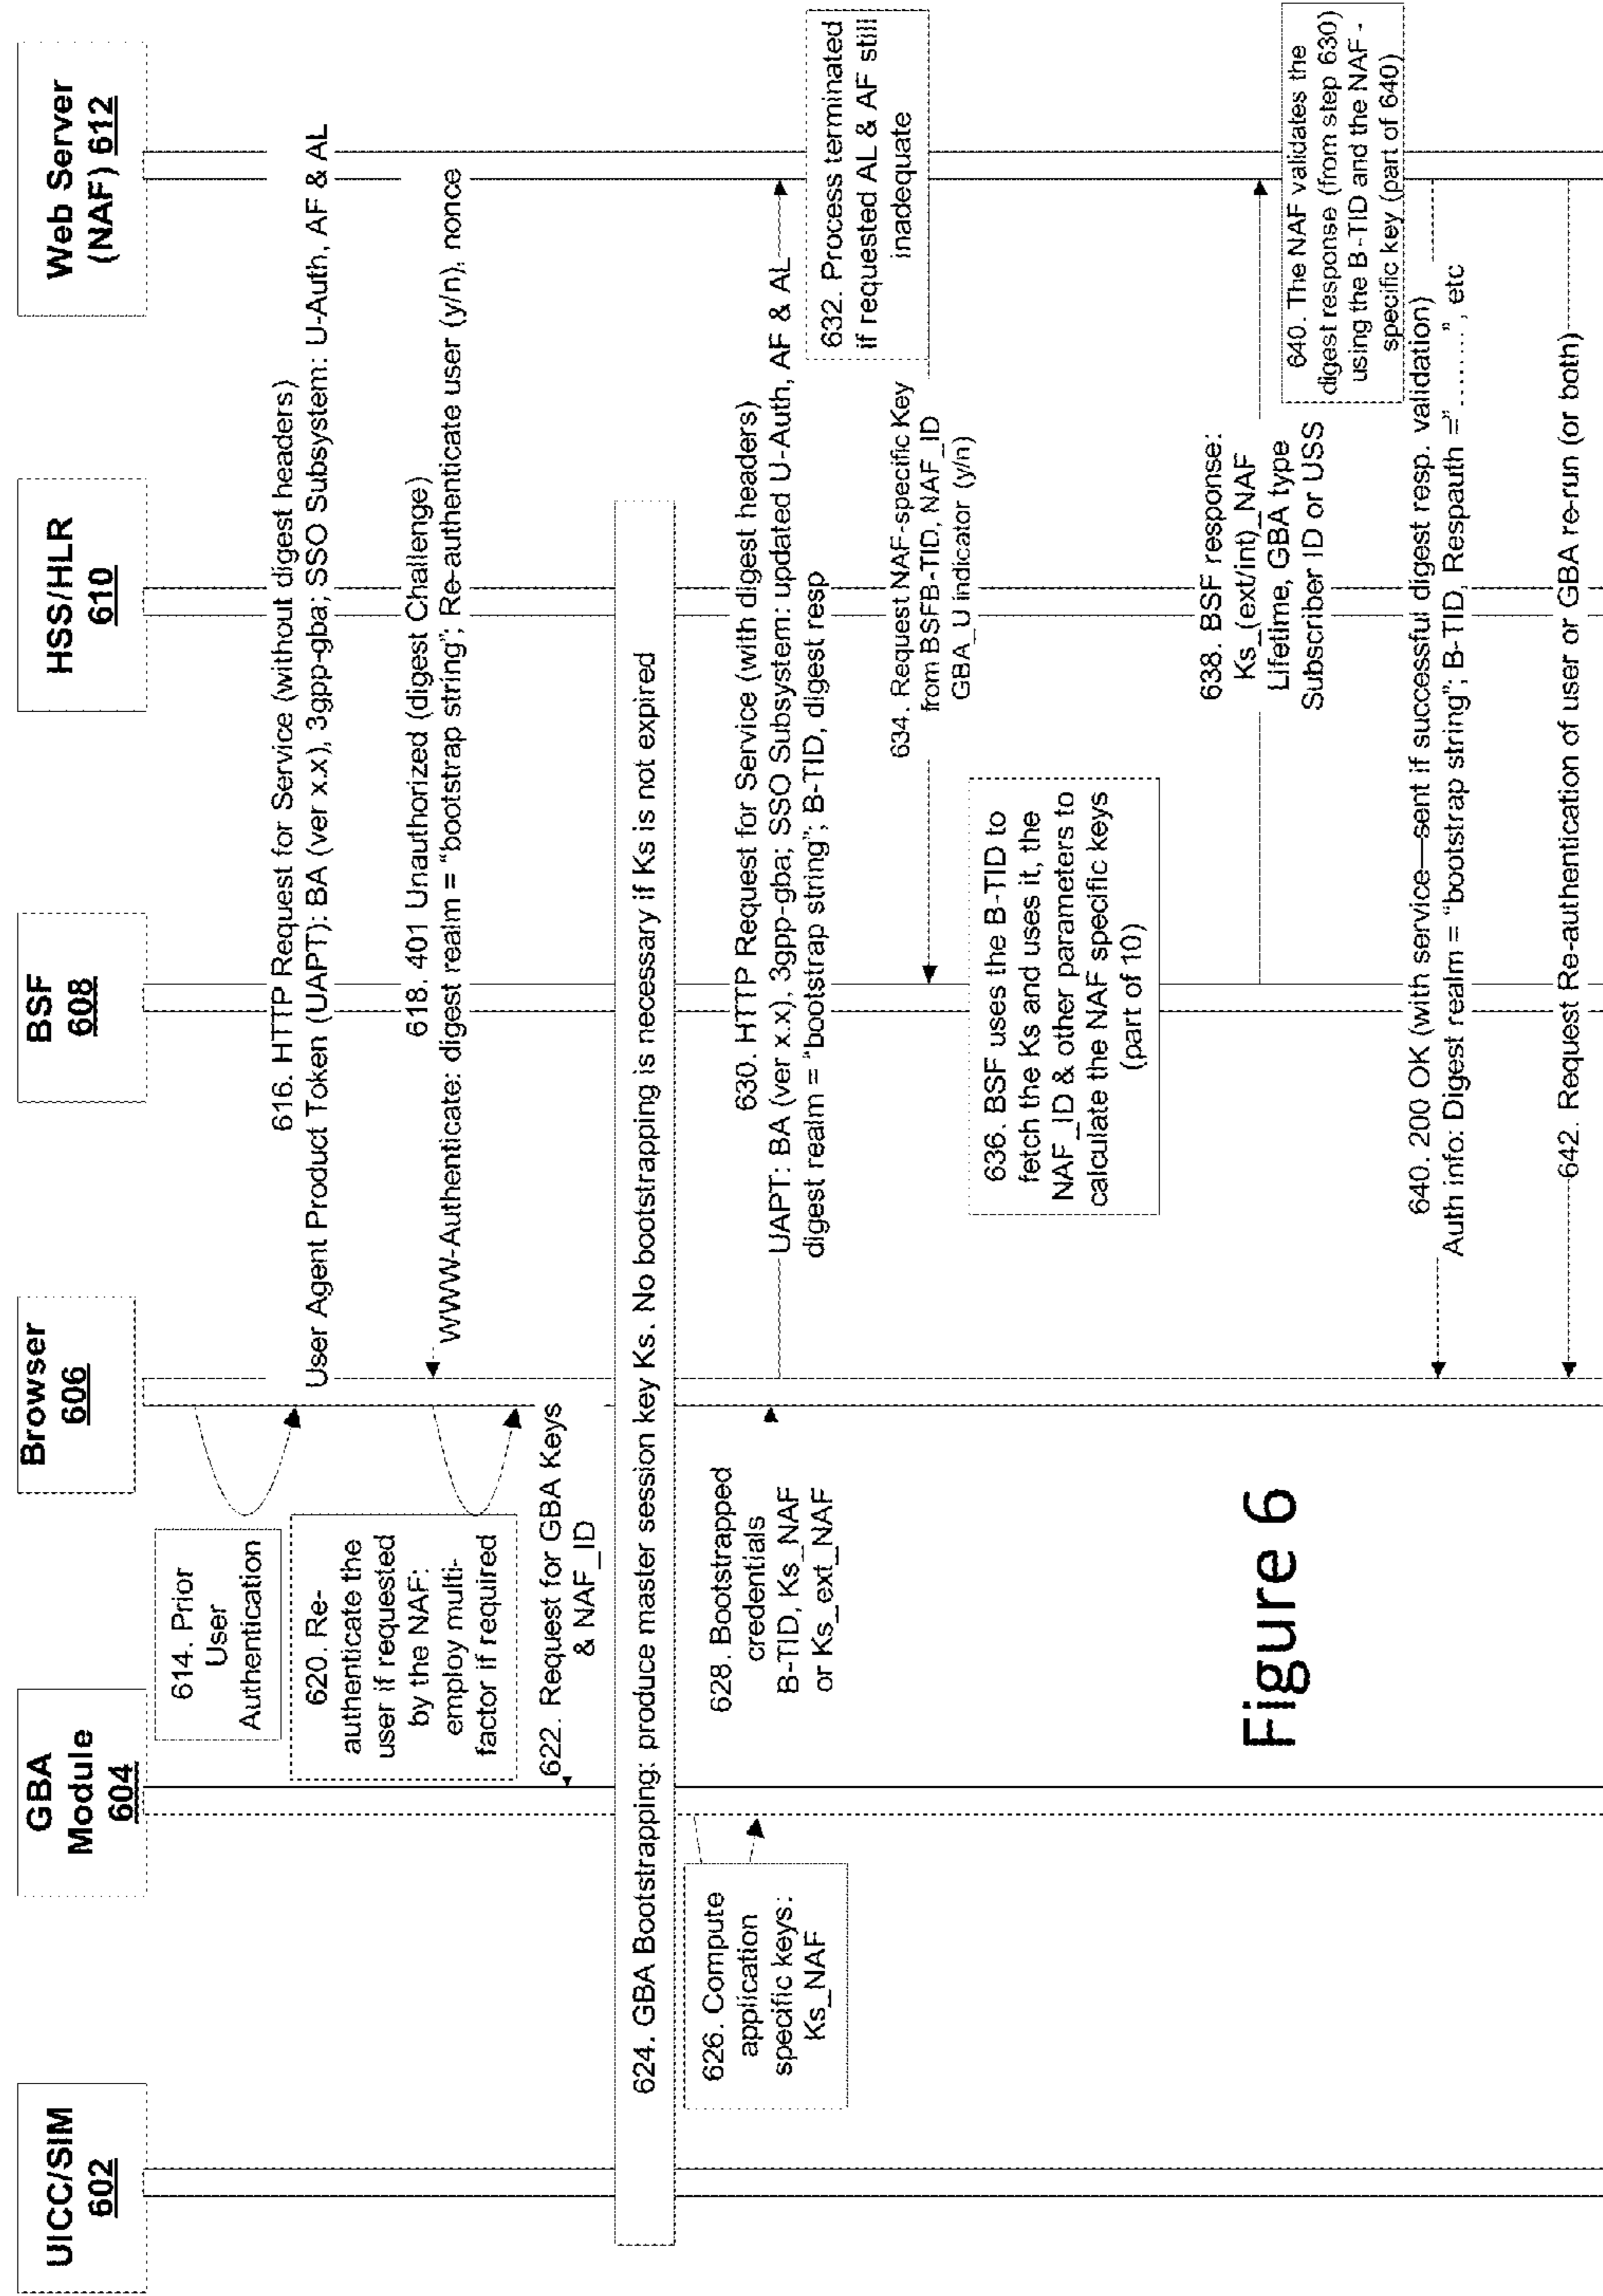 UICC/SIM
602
GBA
Module
604
Browser
606
BSF
608
HSS/HLR
610
Web Server
(NAF) 612
614. Prior
User
Authentication
616. HTTP Request for Service (without digest headers)
User Agent Product Token (UAPT): BA (ver x.x), 3gpp-gba; SSO Subsystem: U-Auth, AF & AL
618. 401 Unauthorized (digest Challenge)
WWW-Authenticate: digest realm = “bootstrap string”; Re-authenticate user (y/n), nonce
620. Re-
authenticate the
user if requested
by the NAF:
employ multi-
factor if required
622. Request for GBA Keys
& NAF_ID
624. GBA Bootstrapping: produce master session key Ks. No bootstrapping is necessary if Ks is not expired
626. Compute
application
specific keys:
Ks_NAF
628. Bootstrapped
credentials
B-TID, Ks_NAF
or Ks_ext_NAF
630. HTTP Request for Service (with digest headers)
UAPT: BA (ver x.x), 3gpp-gba; SSO Subsystem: updated U-Auth, AF & AL
digest realm = “bootstrap string”; B-TID, digest resp
632. Process terminated
if requested AL & AF still
inadequate
634. Request NAF-specific Key
from BSFB-TID, NAF_ID
GBA_U indicator (y/n)
636. BSF uses the B-TID to
fetch the Ks and uses it, the
NAF_ID & other parameters to
calculate the NAF specific keys
(part of 10)
638. BSF response:
Ks_(ext/int)_NAF
Lifetime, GBA type
Subscriber ID or USS
640. The NAF validates the
digest response (from step 630)
using the B-TID and the NAF -
specific key (part of 640)
640. 200 OK (with service—sent if successful digest resp. validation)
Auth info: Digest realm = “bootstrap string”; B-TID, Respauth =”........”, etc
642. Request Re-authentication of user or GBA re-run (or both)
Figure 6